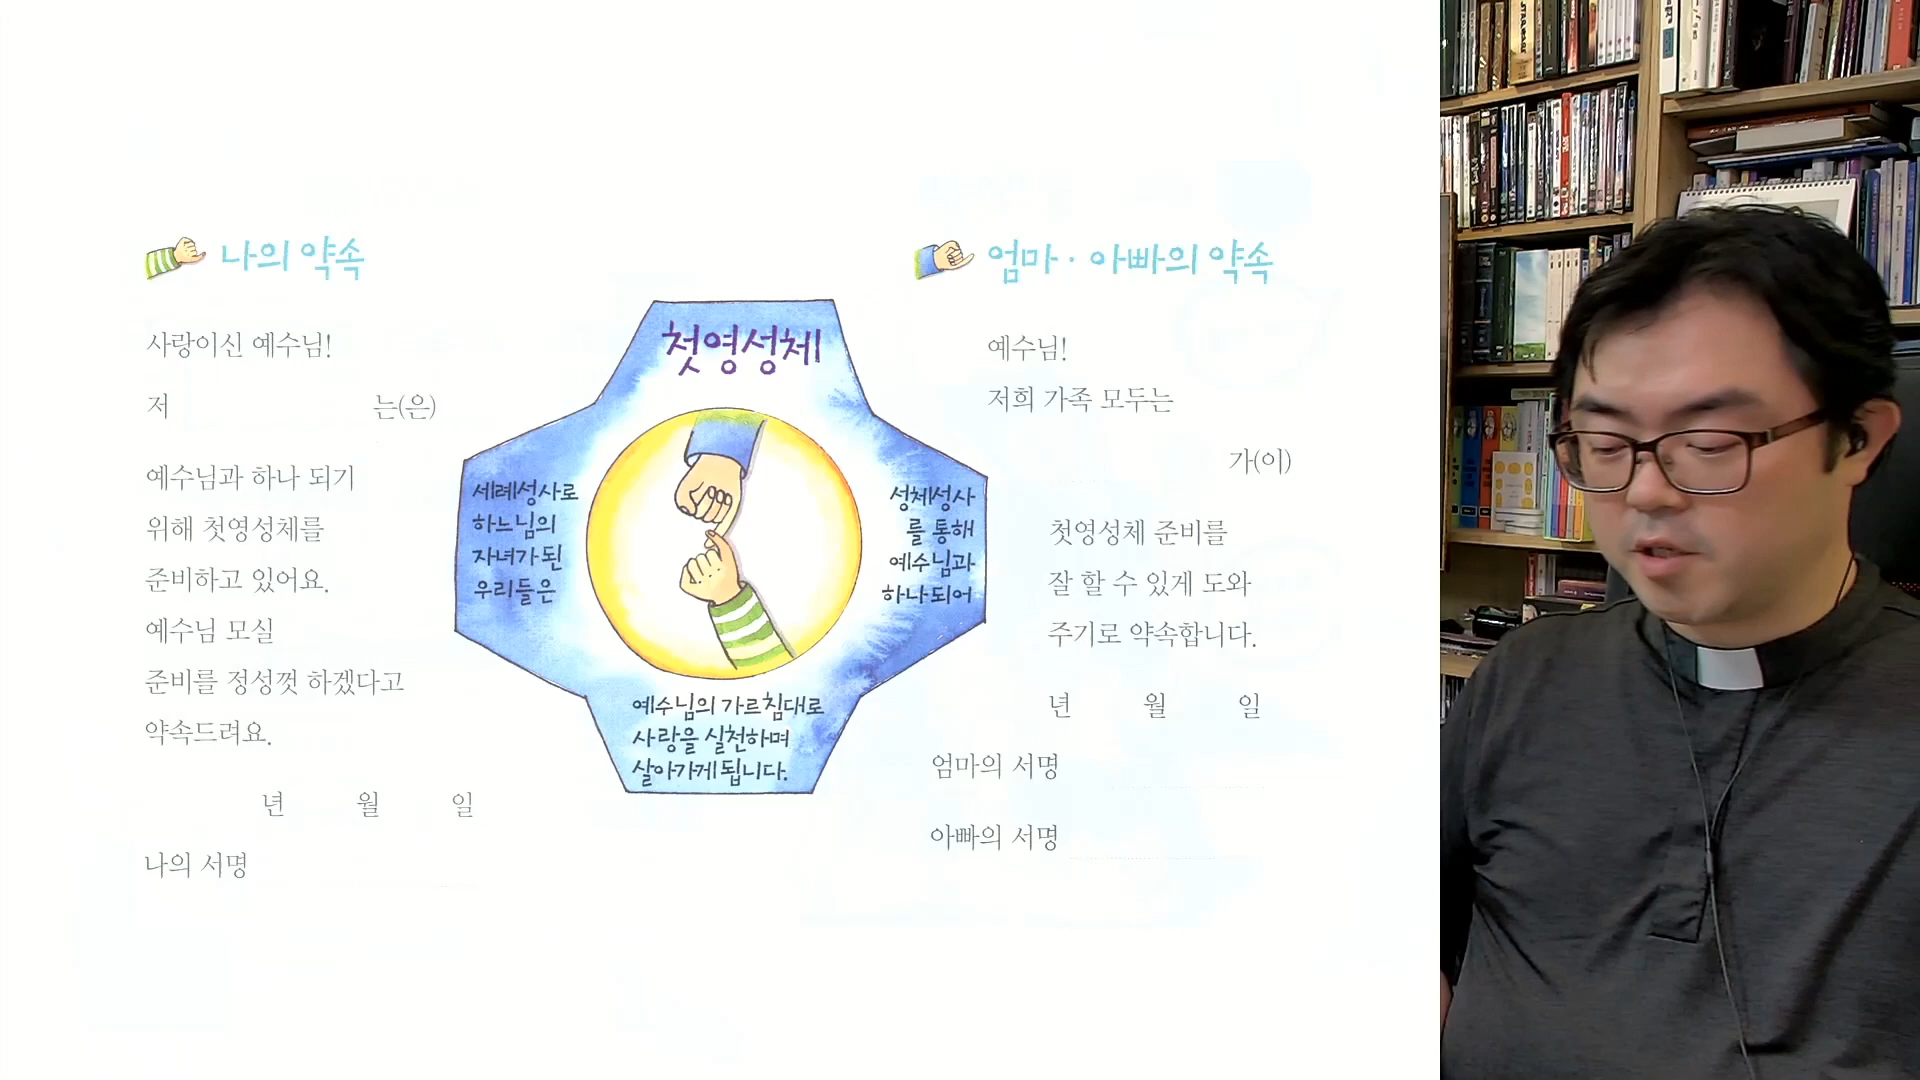 나의 약속
사랑이신 예수님!
저 는(은)
예수님과 하나 되기
위해 첫영성체를
준비하고 있어요.
예수님 모실
준비를 정성껏 하겠다고
약속드려요.
년 월 일
나의 서명
첫영성체
세례성사로
하느님의
자녀가 된
우리들은
성체성사
를 통해
예수님과
하나 되어
예수님의 가르침대로
사랑을 실천하며
살아가게 됩니다.
엄마 · 아빠의 약속
예수님!
저희 가족 모두는
가(이)
첫영성체 준비를
잘 할 수 있게 도와
주기로 약속합니다.
년 월 일
엄마의 서명
아빠의 서명